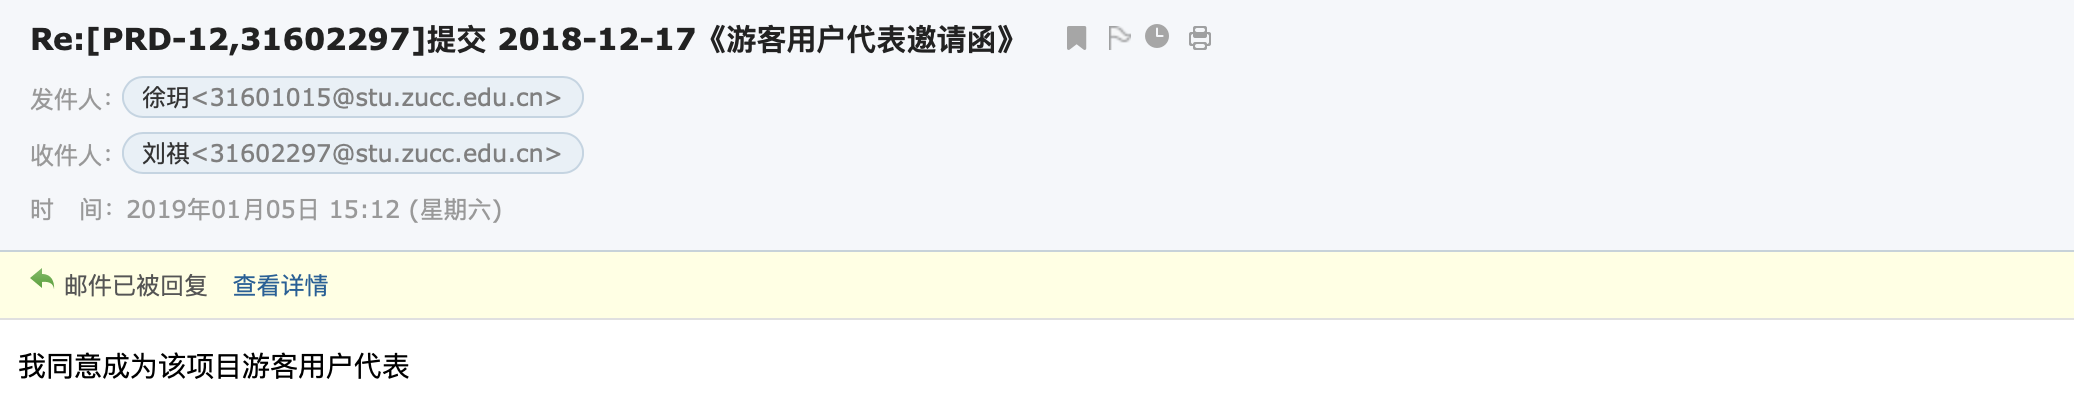 Re:[PRD-12,31602297]提交 2018-12-17《游客用户代表邀请函》
发件人：徐玥<31601015@stu.zucc.edu.cn>
收件人：刘祺<31602297@stu.zucc.edu.cn>
时 间：2019年01月05日 15:12 (星期六)
邮件已被回复 查看详情
我同意成为该项目游客用户代表